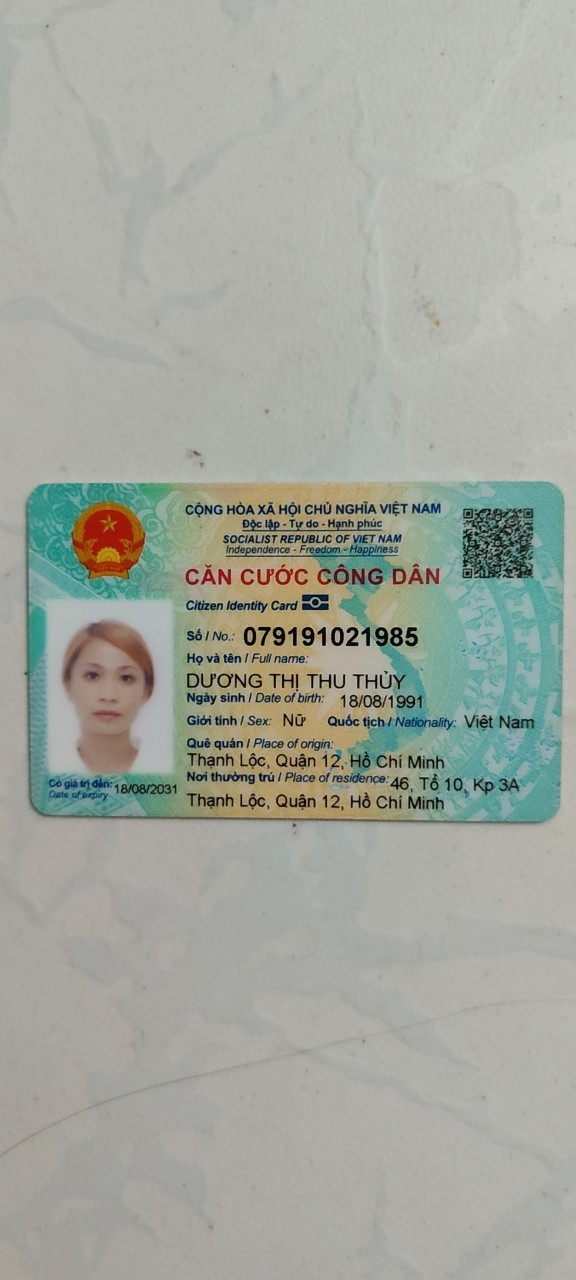 CỘNG HÒA XÃ HỘI CHỦ NGHĨA VIỆT NAM
Độc lập - Tự do - Hạnh phúc
SOCIALIST REPUBLIC OF VIET NAM
Independence - Freedom - Happiness
CĂN CƯỚC CÔNG DÂN
Citizen Identity Card
Số / No.: 079191021985
Họ và tên / Full name:
DƯƠNG THỊ THU THỦY
Ngày sinh / Date of birth: 18/08/1991
Giới tính / Sex: Nữ Quốc tịch / Nationality: Việt Nam
Quê quán / Place of origin:
Thạnh Lộc, Quận 12, Hồ Chí Minh
Nơi thường trú / Place of residence: 46, Tổ 10, Kp 3A
Thạnh Lộc, Quận 12, Hồ Chí Minh
Có giá trị đến: 18/08/2031
Date of expiry